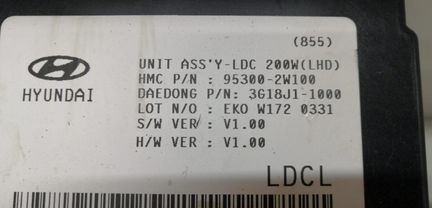 (855)
UNIT ASS'Y-LDC 200W(LHD)
HMC P/N : 95300-2W100
DAEDONG P/N: 3G18J1-1000
LOT N/O : EKO W172 0331
S/W VER : V1.00
H/W VER : V1.00
HYUNDAI
LDCL